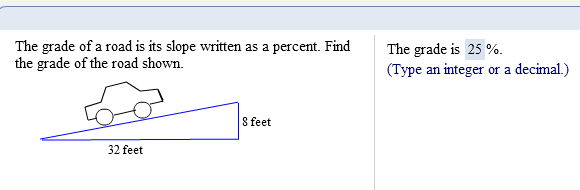 The grade of a road is its slope written as a percent. Find
the grade of the road shown.
8 feet
32 feet
The grade is 25 %.
(Type an integer or a decimal.)